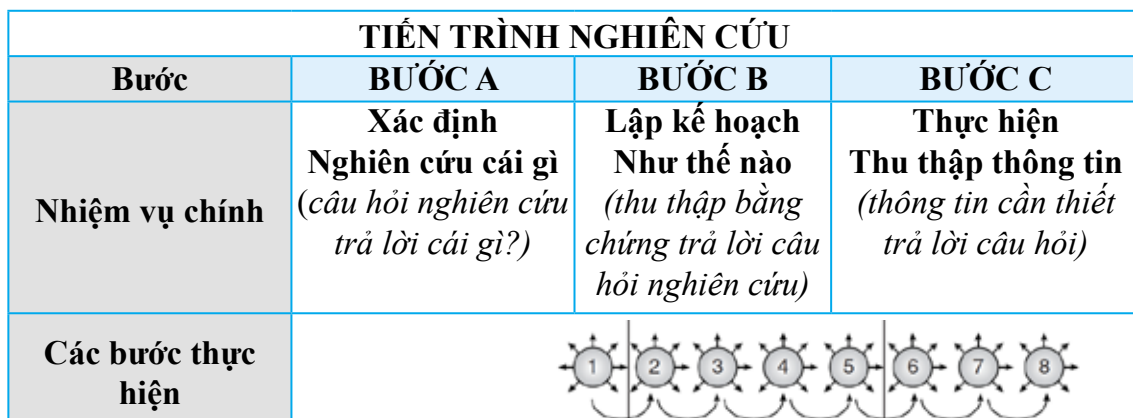 TIẾN TRÌNH NGHIÊN CỨU
Bước BƯỚC A BƯỚC B BƯỚC C
Nhiệm vụ chính
Xác định
Nghiên cứu cái gì
(câu hỏi nghiên cứu
trả lời cái gì?)
Lập kế hoạch
Như thế nào
(thu thập bằng
chứng trả lời câu
hỏi nghiên cứu)
Thực hiện
Thu thập thông tin
(thông tin cần thiết
trả lời câu hỏi)
Các bước thực
hiện
1 2 3 4 5 6 7 8